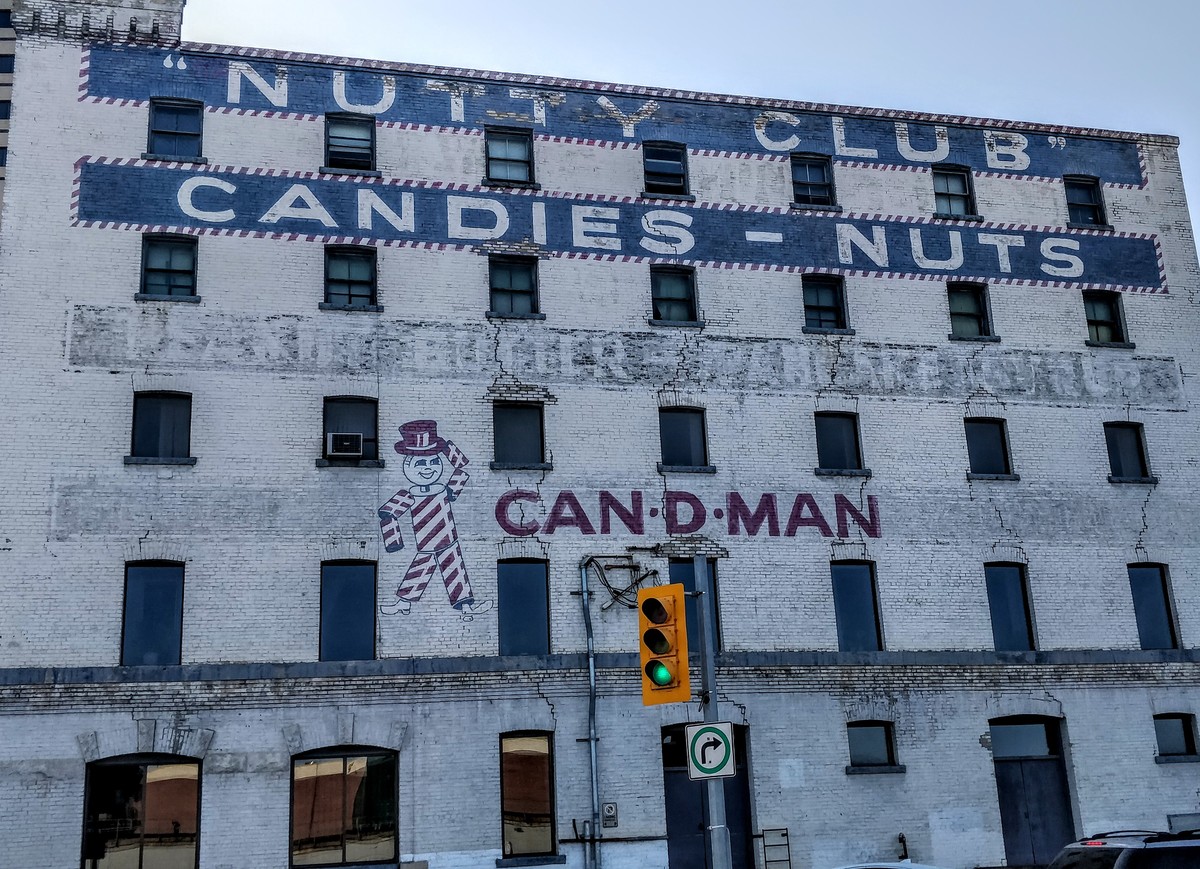 "NUTTY CLUB"
CANDIES - NUTS
CAN·D·MAN